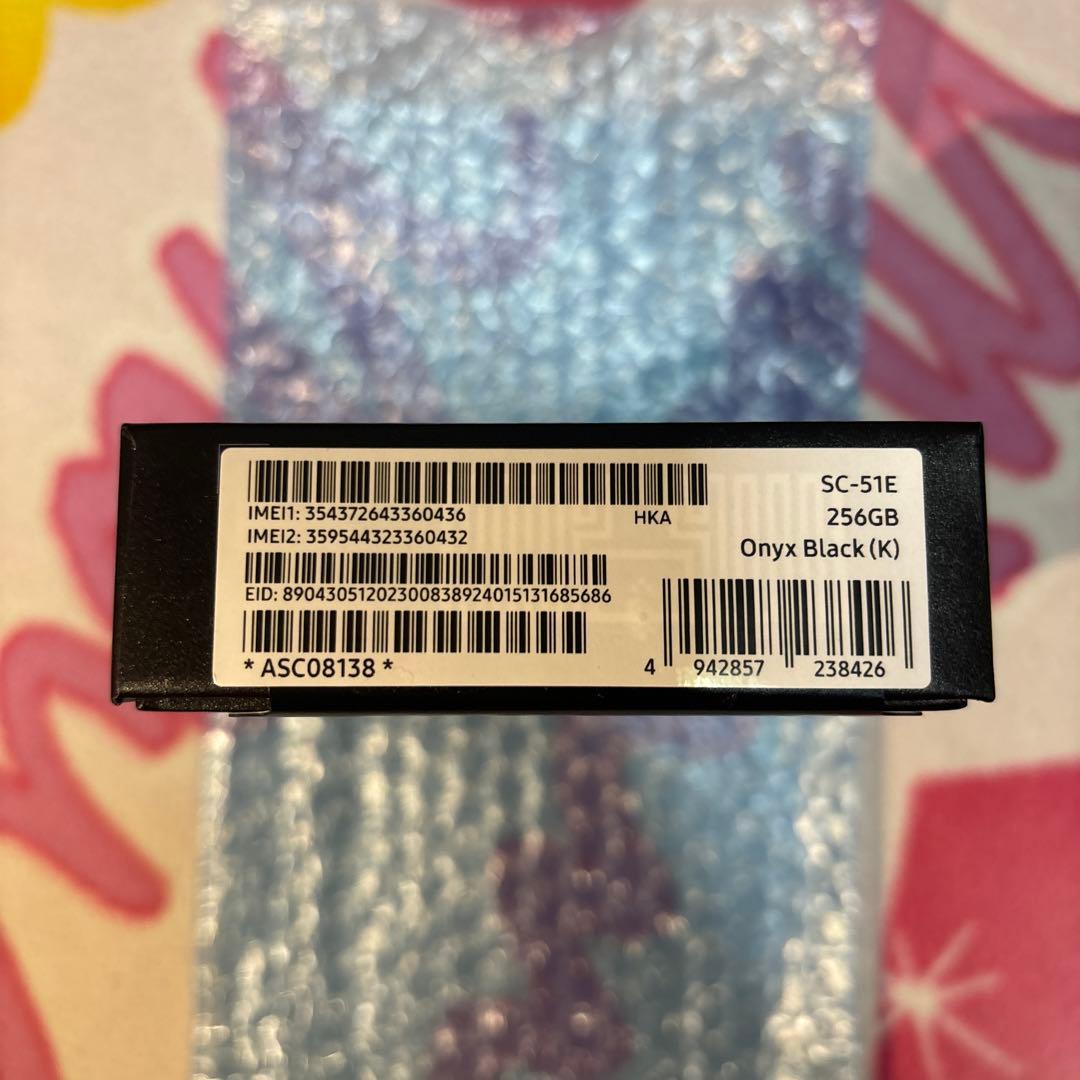 IMEI1: 354372643360436
HKA
IMEI2: 359544323360432
EID: 89043051202300838924015131685686
* ASC08138 *
SC-51E
256GB
Onyx Black (K)
4 942857 238426